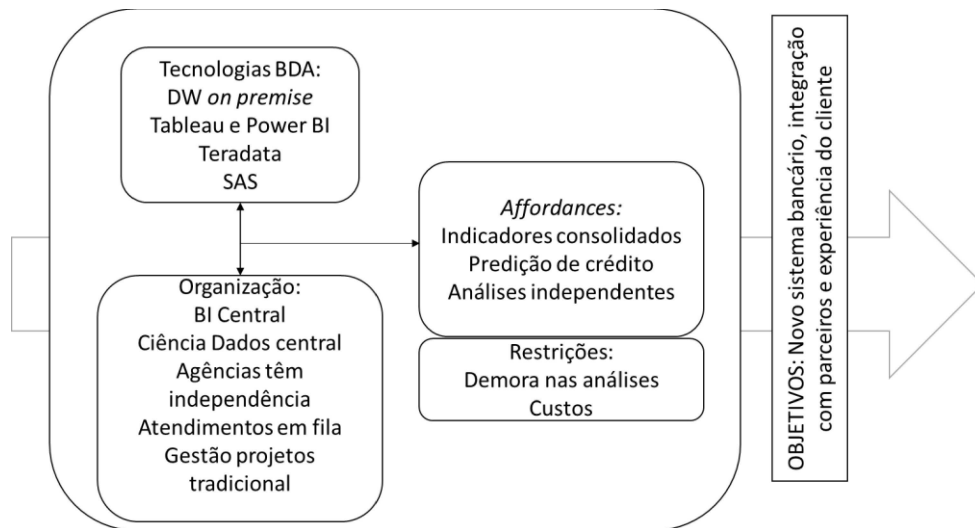 Tecnologias BDA:
DW on premise
Tableau e Power BI
Teradata
SAS
Organização:
BI Central
Ciência Dados central
Agências têm
independência
Atendimentos em fila
Gestão projetos
tradicional
Affordances:
Indicadores consolidados
Predição de crédito
Análises independentes
Restrições:
Demora nas análises
Custos
OBJETIVOS: Novo sistema bancário, integração
com parceiros e experiência do cliente